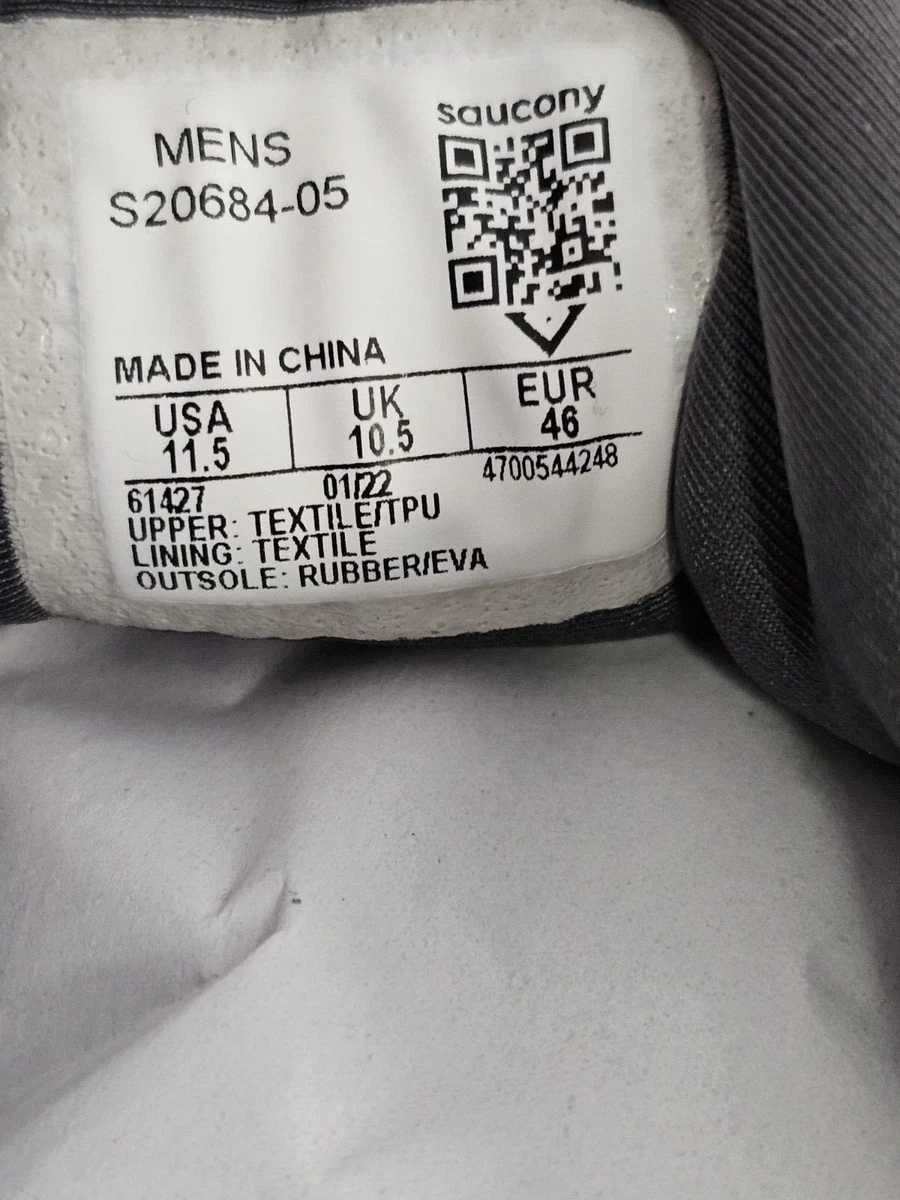 saucony
MENS
S20684-05
MADE IN CHINA
USA UK EUR
11.5 10.5 46
61427 01/22 4700544248
UPPER: TEXTILE/TPU
LINING: TEXTILE
OUTSOLE: RUBBER/EVA